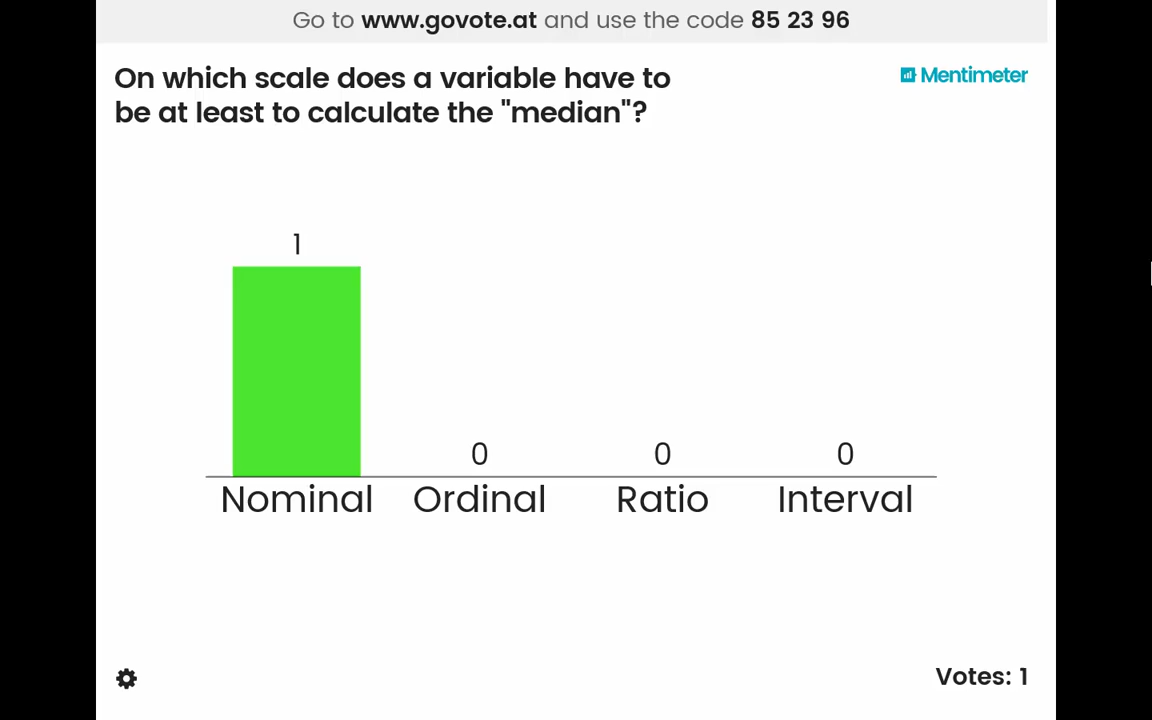 Go to www.govote.at and use the code 85 23 96
On which scale does a variable have to
be at least to calculate the "median"?
Mentimeter
1
0
0
0
Nominal
Ordinal
Ratio
Interval
Votes: 1